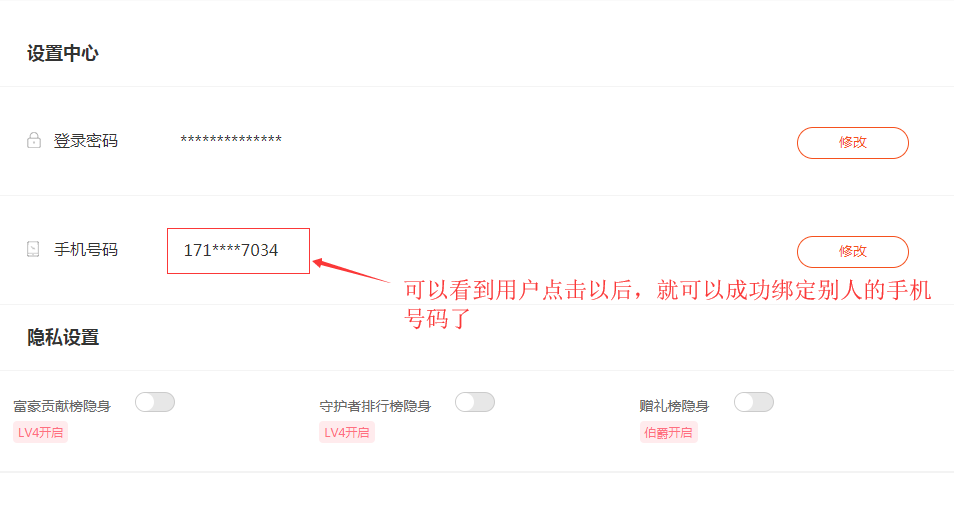 设置中心
登录密码 ************** 修改
手机号码 171****7034 修改
可以看到用户点击以后，就可以成功绑定别人的手机
号码了
隐私设置
富豪贡献榜隐身 守护者排行榜隐身 赠礼榜隐身
LV4开启 LV4开启 伯爵开启